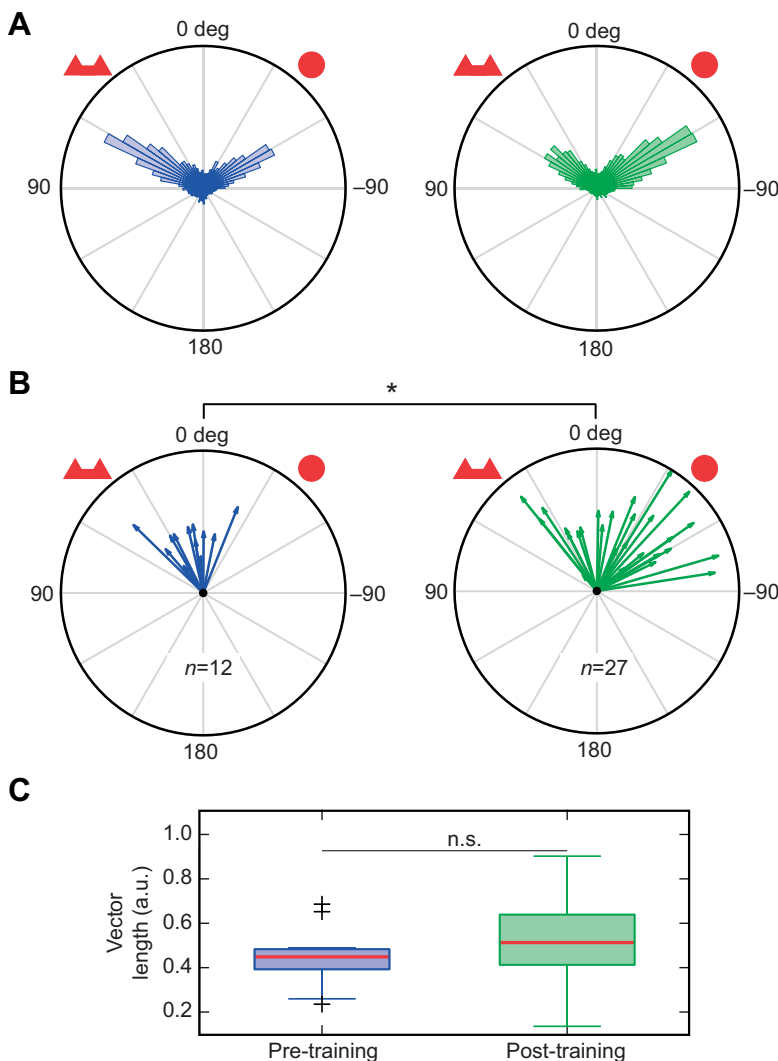 A
0 deg
0 deg
90
–90
90
–90
180
180
B
*
0 deg
0 deg
90
–90
90
–90
n=12
n=27
180
180
C
1.0
0.8
0.6
0.4
0.2
Vector
length (a.u.)
n.s.
Pre-training
Post-training